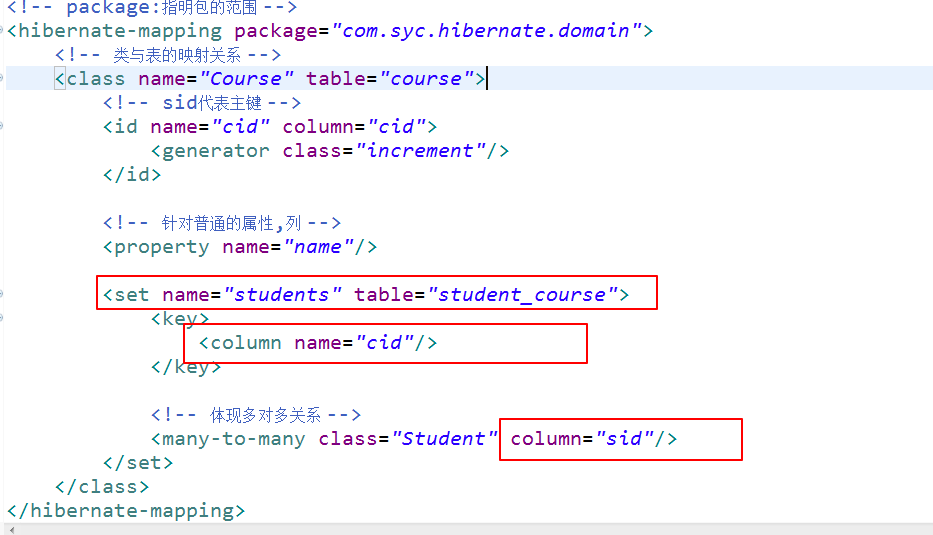 <!-- package:指明包的范围 -->
<hibernate-mapping package="com.syc.hibernate.domain">
<!-- 类与表的映射关系 -->
<class name="Course" table="course">
<!-- sid代表主键 -->
<id name="cid" column="cid">
<generator class="increment"/>
</id>
<!-- 针对普通的属性,列 -->
<property name="name"/>
<set name="students" table="student_course">
<key>
<column name="cid"/>
</key>
<!-- 体现多对多关系 -->
<many-to-many class="Student" column="sid"/>
</set>
</class>
</hibernate-mapping>